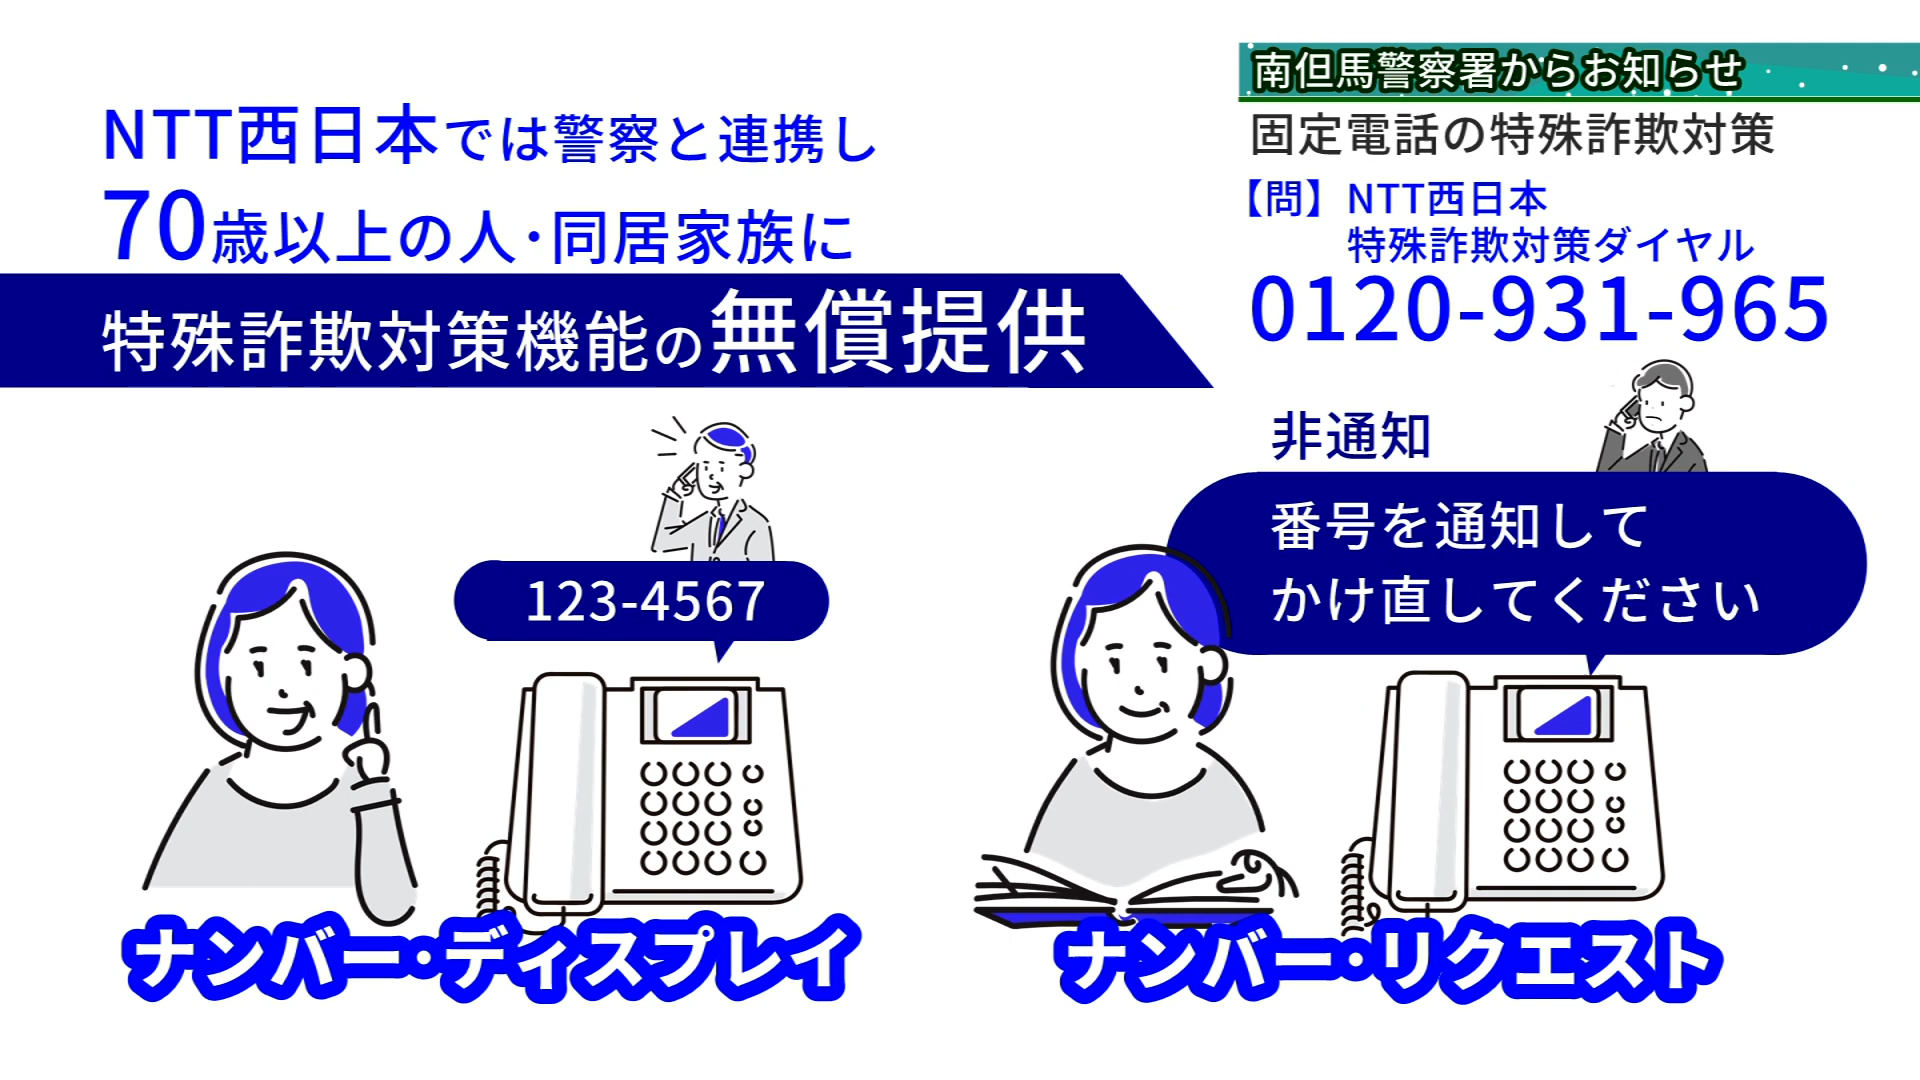 南但馬警察署からお知らせ
固定電話の特殊詐欺対策
【問】NTT西日本
特殊詐欺対策ダイヤル
0120-931-965
NTT西日本では警察と連携し
70歳以上の人・同居家族に
特殊詐欺対策機能の無償提供
123-4567
ナンバー・ディスプレイ
非通知
番号を通知して
かけ直してください
ナンバー・リクエスト